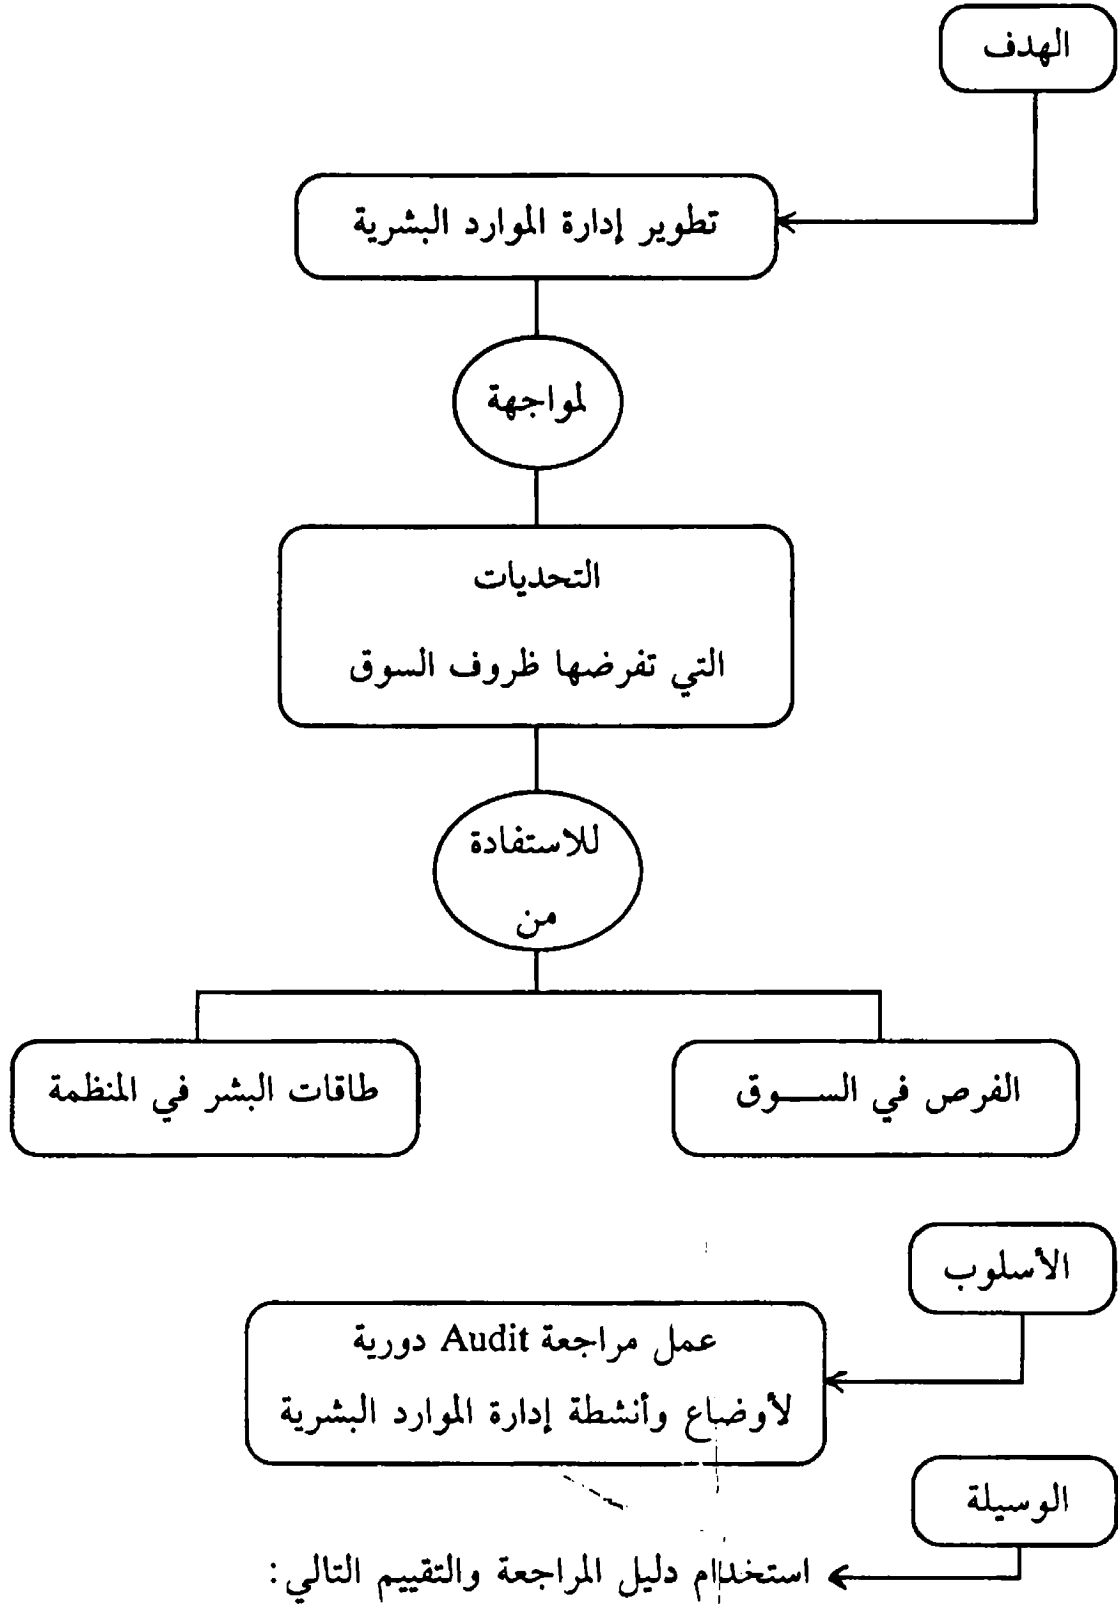 الهدف
تطوير إدارة الموارد البشرية
لمواجهة
التحديات
التي تفرضها ظروف السوق
للاستفادة
من
الفرص في الســـوق
طاقات البشر في المنظمة
الأسلوب
عمل مراجعة Audit دورية
لأوضاع وأنشطة إدارة الموارد البشرية
الوسيلة
استخدام دليل المراجعة والتقييم التالي: